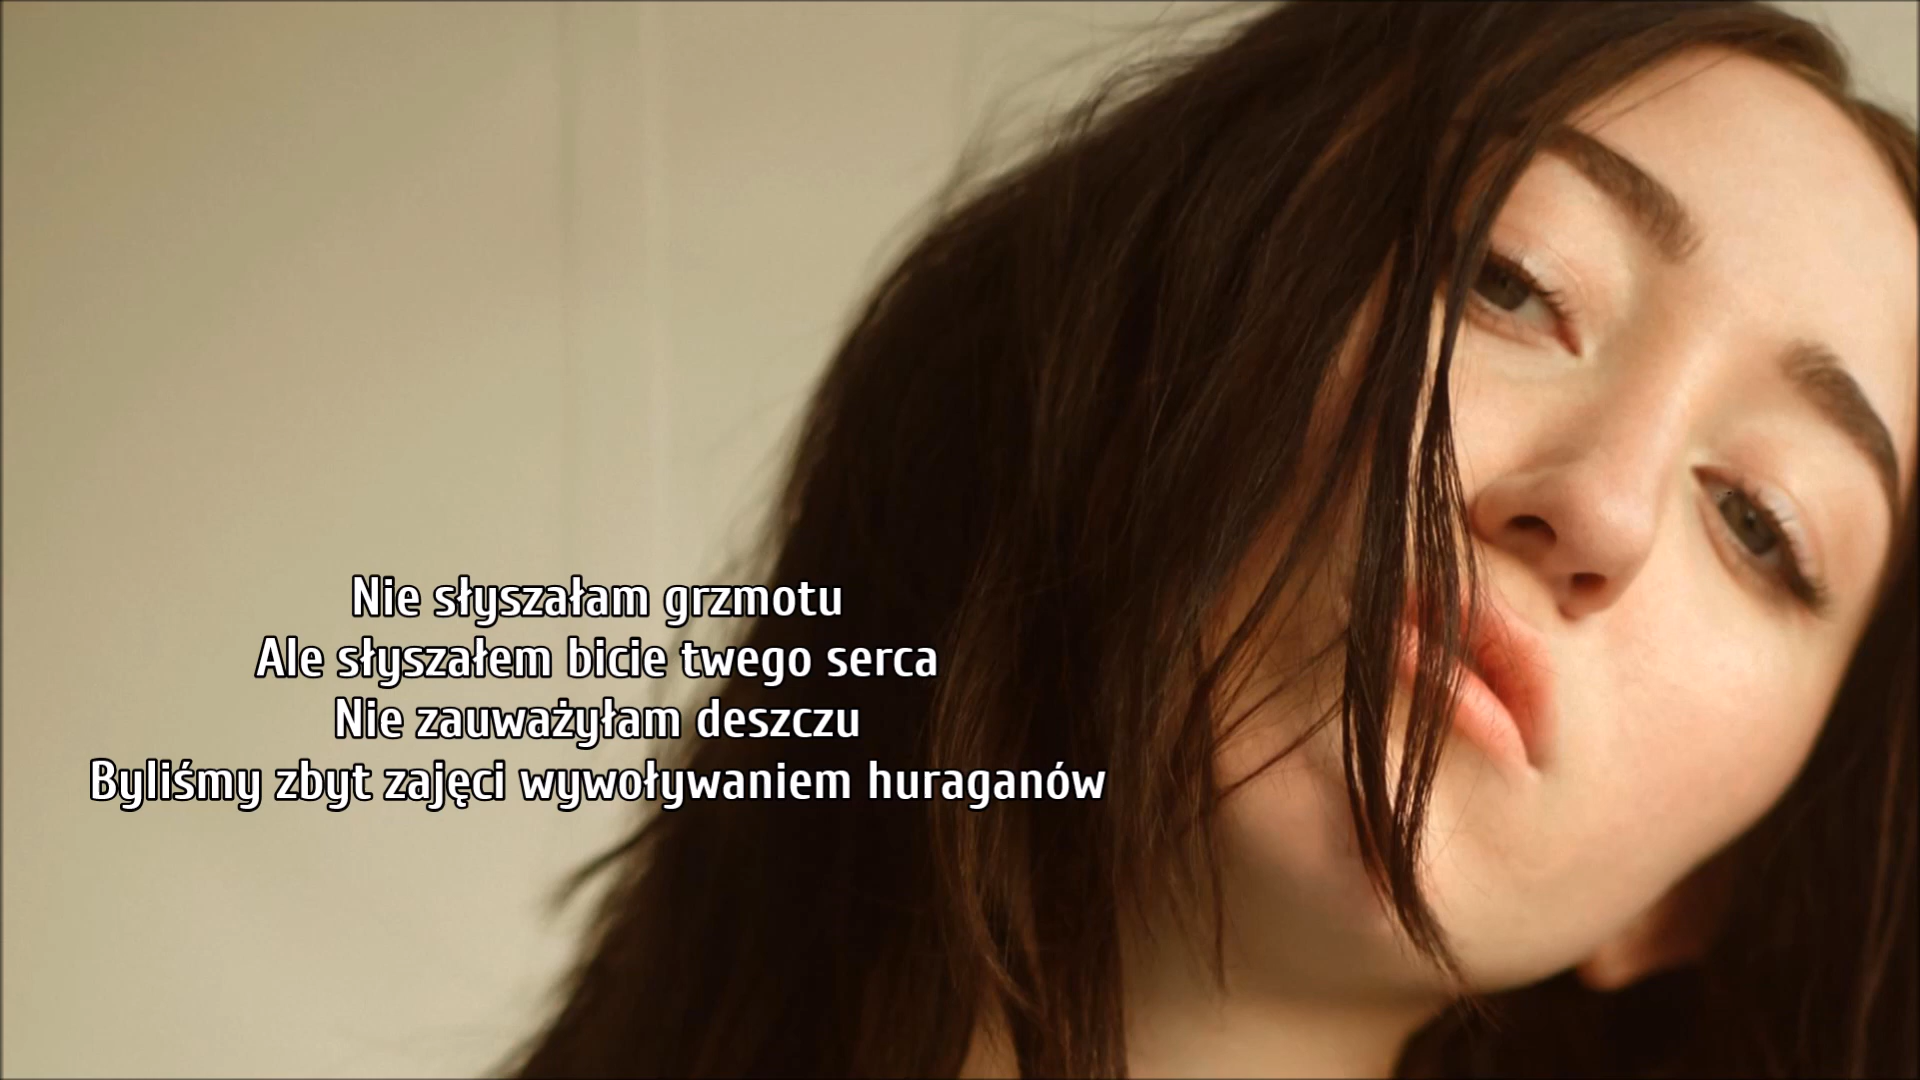 Nie słyszałam grzmotu
Ale słyszałem bicie twego serca
Nie zauważyłam deszczu
Byliśmy zbyt zajęci wywoływaniem huraganów